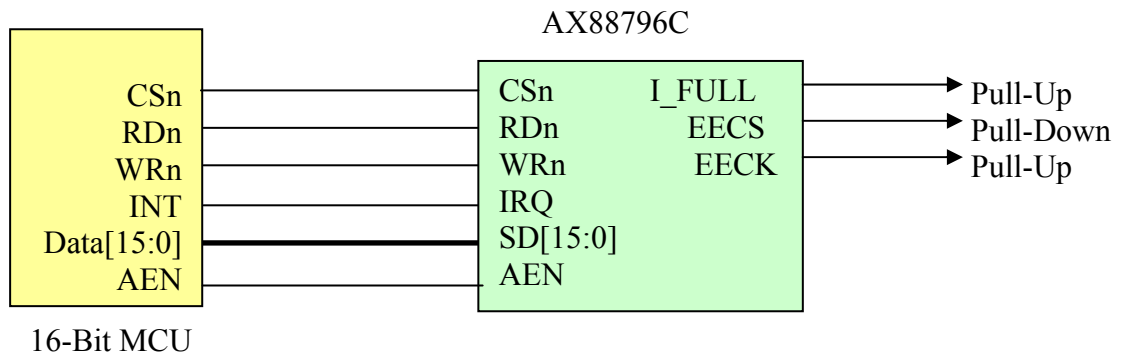 AX88796C
CSn
RDn
WRn
INT
Data[15:0]
AEN
16-Bit MCU
CSn I_FULL
RDn EECS
WRn EECK
IRQ
SD[15:0]
AEN
Pull-Up
Pull-Down
Pull-Up